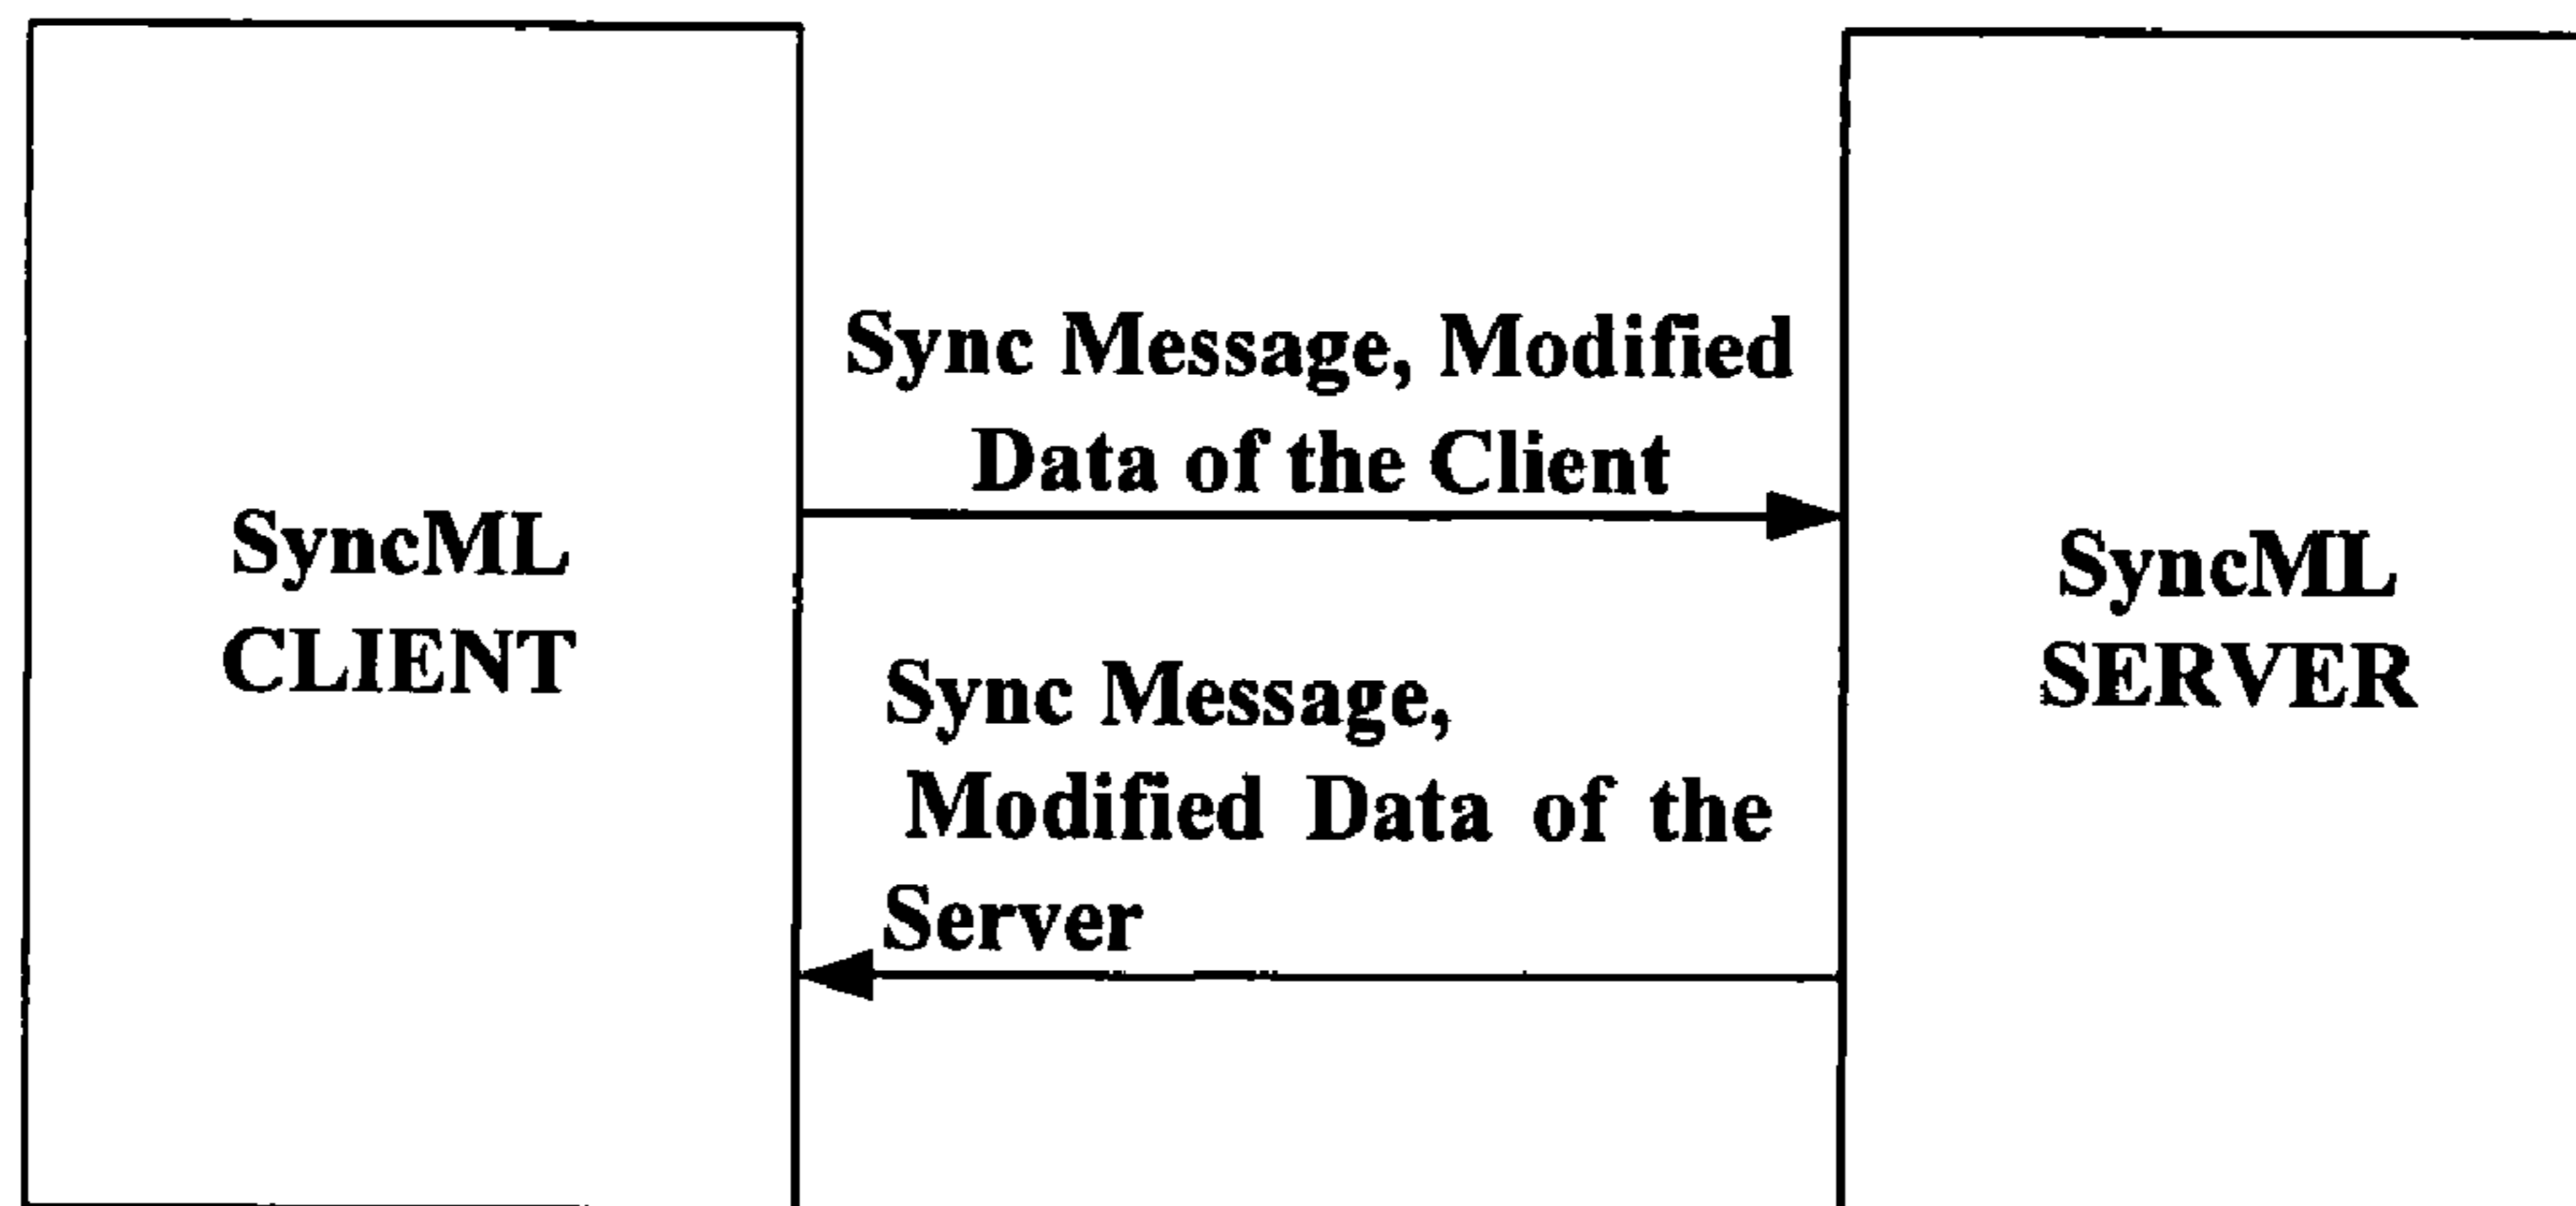 Sync Message, Modified
Data of the Client
SyncML
CLIENT
SyncML
SERVER
Sync Message,
Modified Data of the
Server